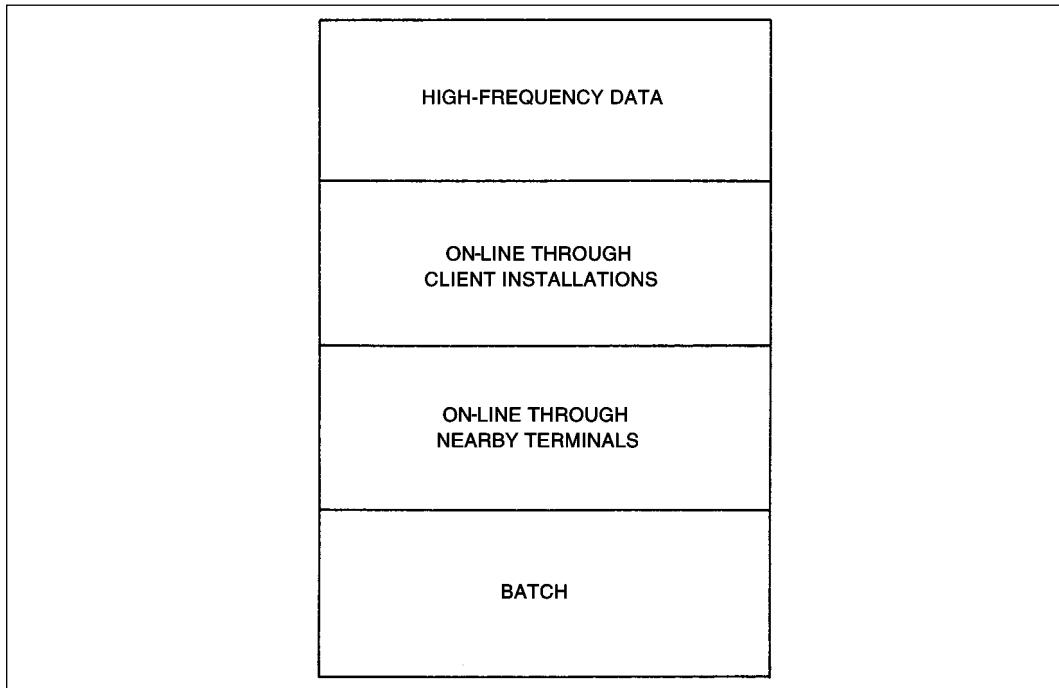 HIGH-FREQUENCY DATA
ON-LINE THROUGH
CLIENT INSTALLATIONS
ON-LINE THROUGH
NEARBY TERMINALS
BATCH